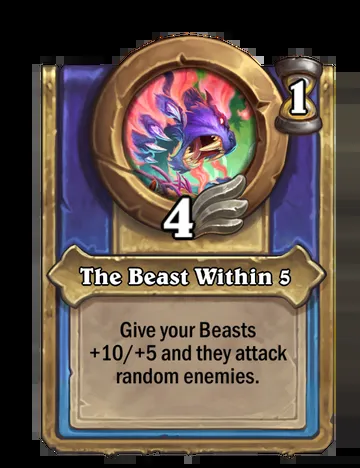 1
4
The Beast Within 5
Give your Beasts
+10/+5 and they attack
random enemies.